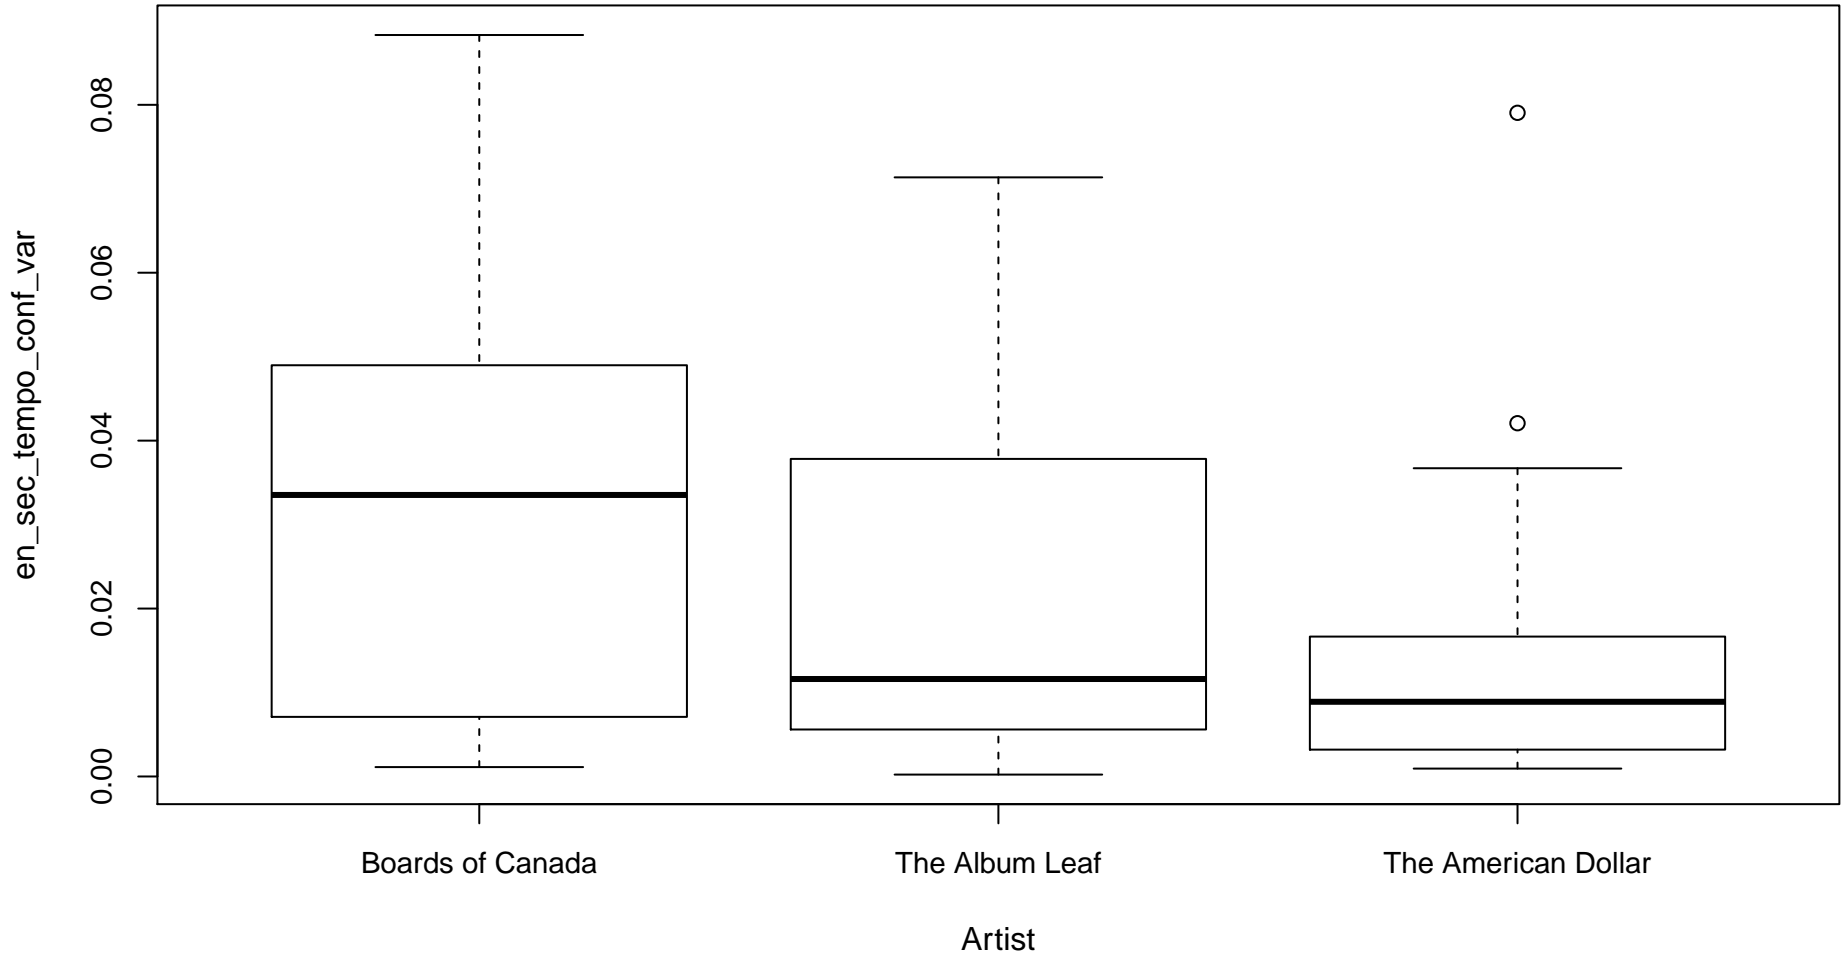 en_sec_tempo_conf_var
0.08
0.06
0.04
0.02
0.00
Boards of Canada
The Album Leaf
The American Dollar
Artist